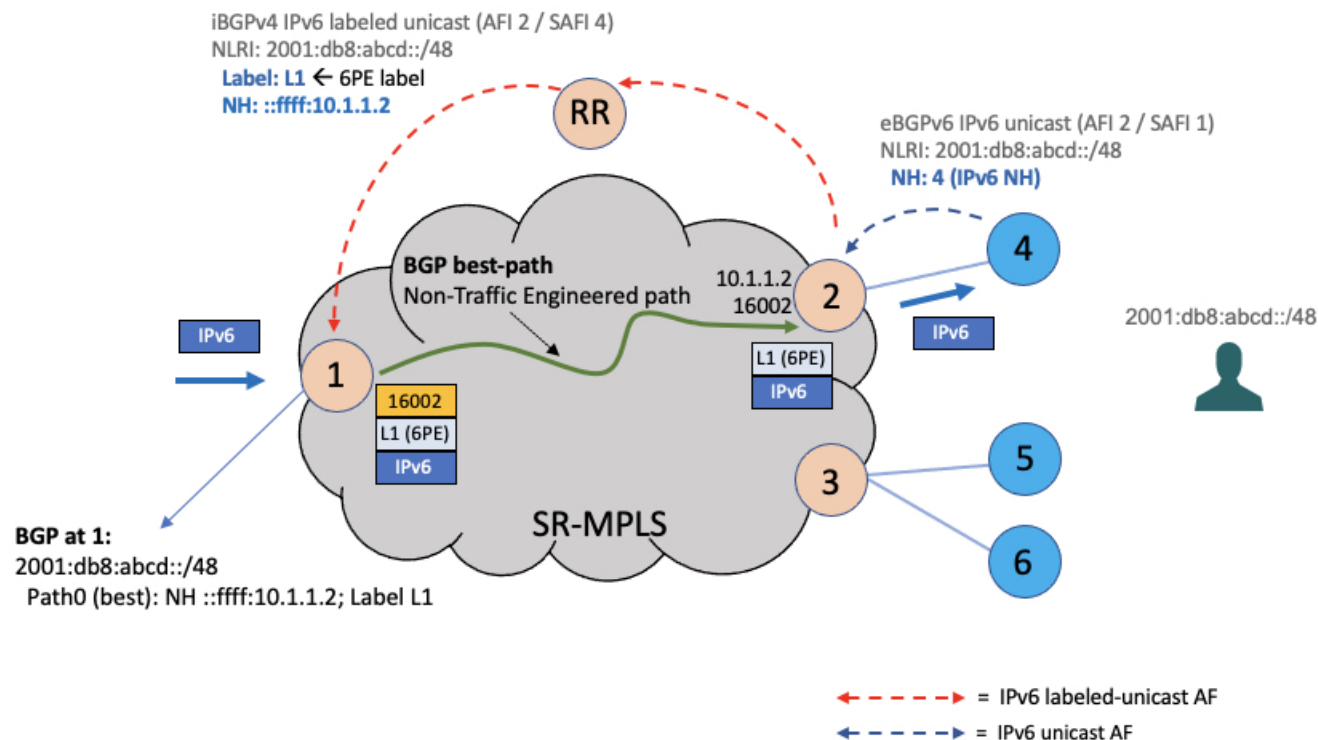 iBGPv4 IPv6 labeled unicast (AFI 2 / SAFI 4)
NLRI: 2001:db8:abcd::/48
Label: L1 ← 6PE label
NH: ::ffff:10.1.1.2
RR
eBGPv6 IPv6 unicast (AFI 2 / SAFI 1)
NLRI: 2001:db8:abcd::/48
NH: 4 (IPv6 NH)
4
BGP best-path
Non-Traffic Engineered path
10.1.1.2
16002
2
IPv6
IPv6
2001:db8:abcd::/48
1
L1 (6PE)
IPv6
16002
L1 (6PE)
IPv6
3
5
6
SR-MPLS
BGP at 1:
2001:db8:abcd::/48
Path0 (best): NH ::ffff:10.1.1.2; Label L1
= IPv6 labeled-unicast AF
= IPv6 unicast AF